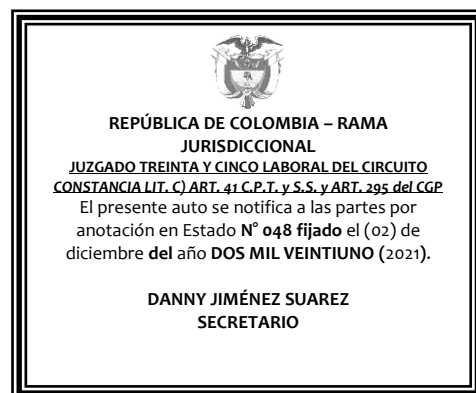 REPÚBLICA DE COLOMBIA – RAMA
JURISDICCIONAL
JUZGADO TREINTA Y CINCO LABORAL DEL CIRCUITO
CONSTANCIA LIT. C) ART. 41 C.P.T. y S.S. y ART. 295 del CGP
El presente auto se notifica a las partes por
anotación en Estado N° 048 fijado el (02) de
diciembre del año DOS MIL VEINTIUNO (2021).
DANNY JIMÉNEZ SUAREZ
SECRETARIO